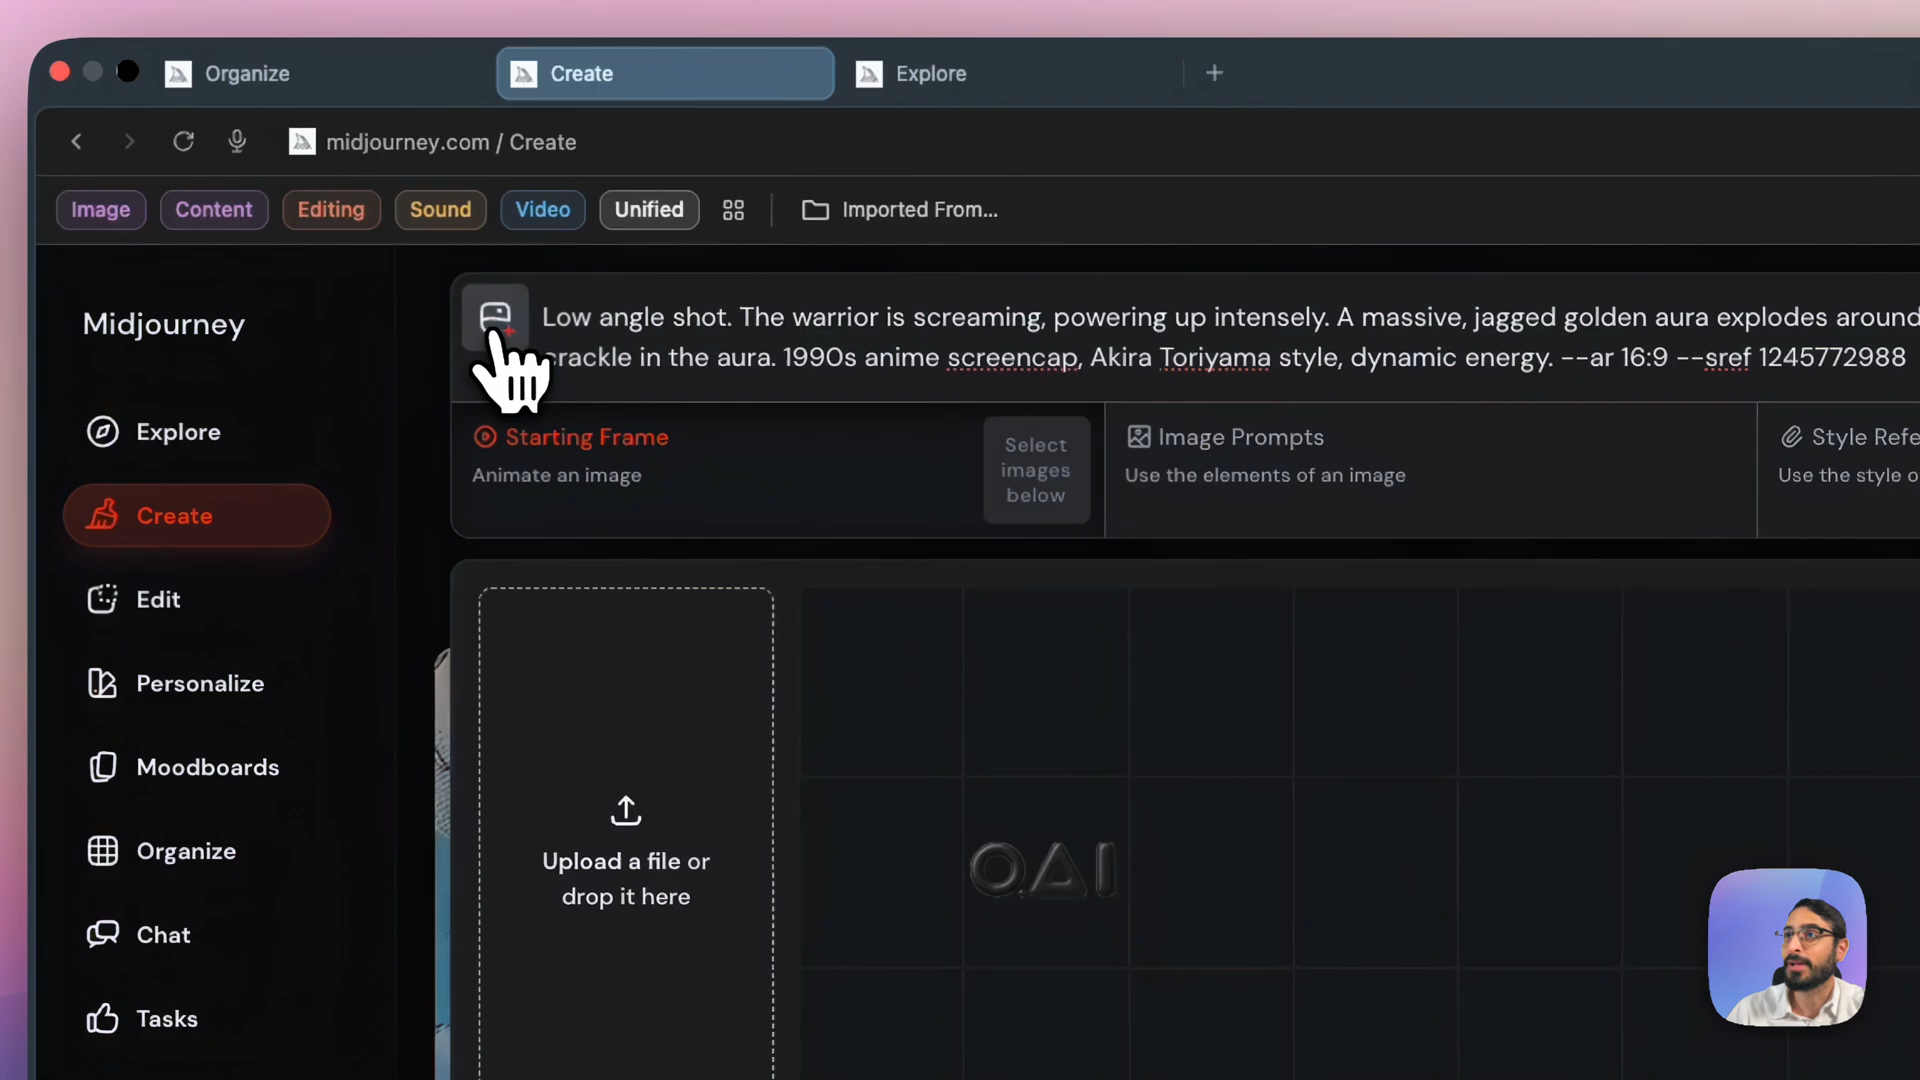 Organize
Create
Explore
midjourney.com / Create
Image
Content
Editing
Sound
Video
Unified
Imported From...
Midjourney
Explore
Create
Edit
Personalize
Moodboards
Organize
Chat
Tasks
Low angle shot. The warrior is screaming, powering up intensely. A massive, jagged golden aura explodes around
crackle in the aura. 1990s anime screencap, Akira Toriyama style, dynamic energy. --ar 16:9 --sref 1245772988
Starting Frame
Animate an image
Select
images
below
Image Prompts
Use the elements of an image
Style Refe
Use the style o
Upload a file or
drop it here